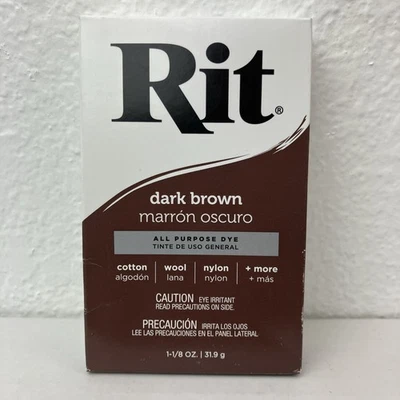 Rit®
dark brown
marrón oscuro
ALL PURPOSE DYE
TINTE DE USO GENERAL
cotton wool nylon + more
algodón lana nylon + más
CAUTION EYE IRRITANT
READ PRECAUTIONS ON SIDE.
PRECAUCIÓN IRRITA LOS OJOS
LEE LAS PRECAUCIONES EN EL PANEL LATERAL
1-1/8 OZ. | 31.9 g